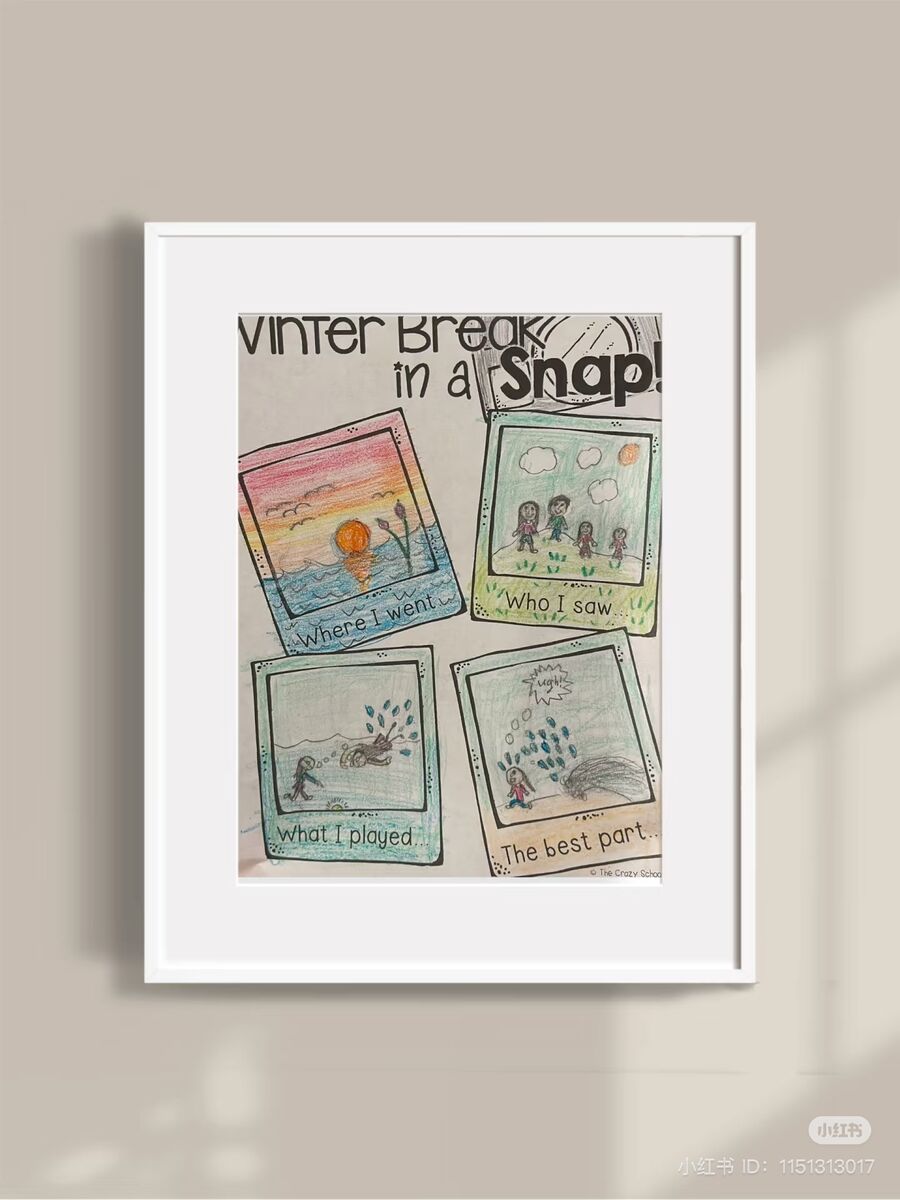 Winter Break
in a Snap!
Where I went...
Who I saw...
ugh!
What I played...
The best part...
© The Crazy Schoo
小红书
小红书 ID: 1151313017